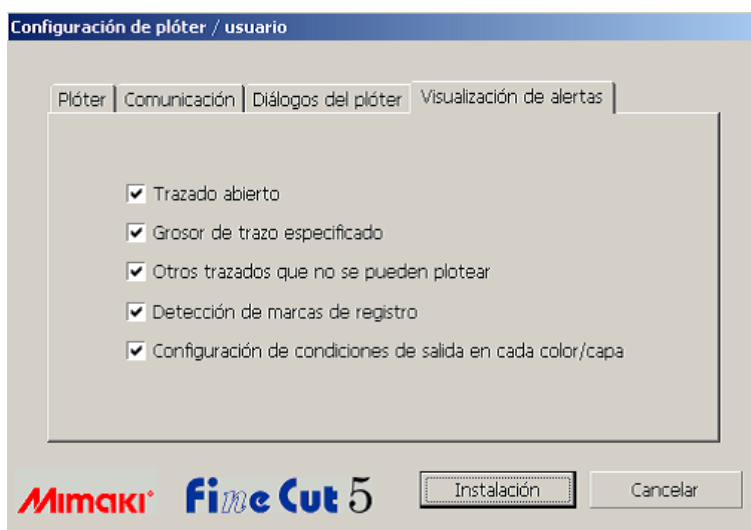 Configuración de plóter / usuario
Plóter Comunicación Diálogos del plóter Visualización de alertas
Trazado abierto
Grosor de trazo especificado
Otros trazados que no se pueden plotear
Detección de marcas de registro
Configuración de condiciones de salida en cada color/capa
Mimaki Fine Cut 5 Instalación Cancelar